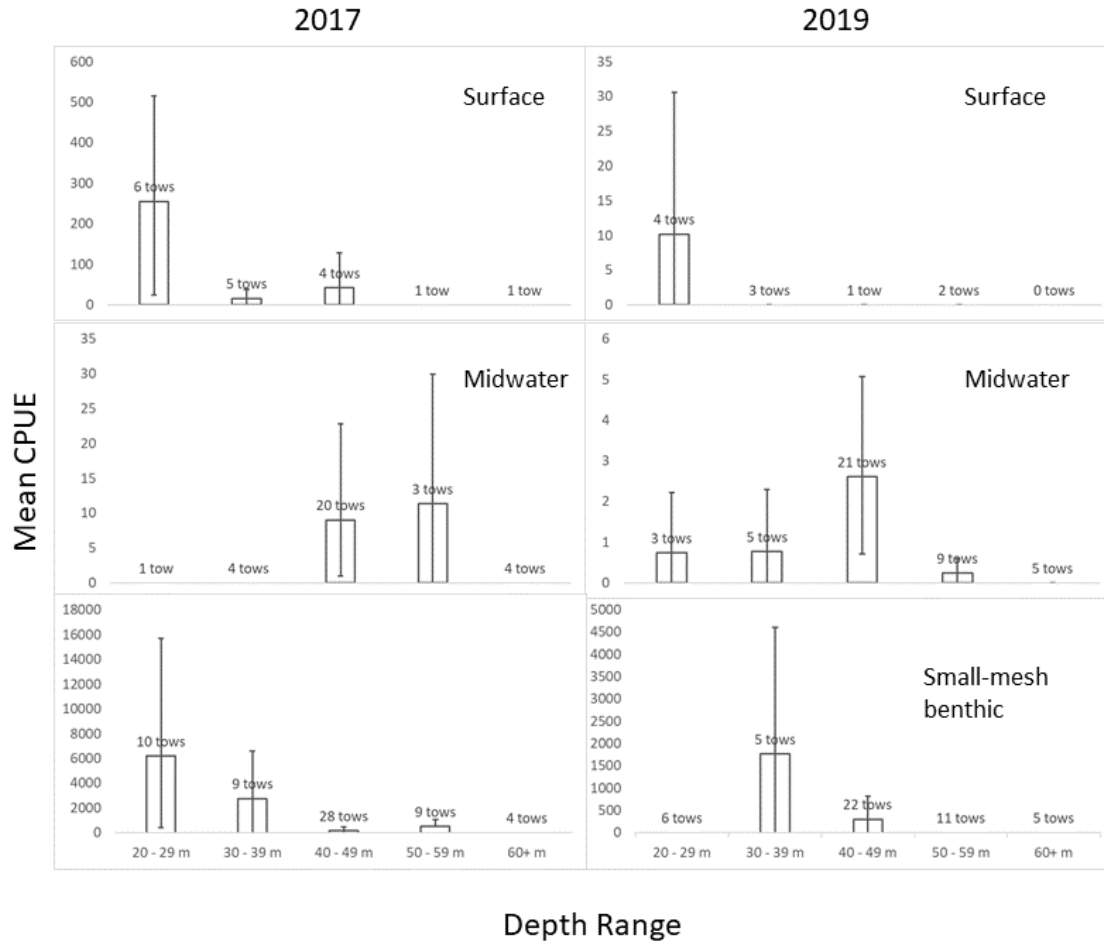 2017
2019
600
500
400
300
200
100
0
Surface
6 tows
5 tows
4 tows
1 tow
1 tow
35
30
25
20
15
10
5
0
Surface
4 tows
3 tows
1 tow
2 tows
0 tows
Mean CPUE
35
30
25
20
15
10
5
0
Midwater
1 tow
4 tows
20 tows
3 tows
4 tows
6
5
4
3
2
1
0
Midwater
3 tows
5 tows
21 tows
9 tows
5 tows
18000
16000
14000
12000
10000
8000
6000
4000
2000
0
10 tows
9 tows
28 tows
9 tows
4 tows
20 - 29 m
30 - 39 m
40 - 49 m
50 - 59 m
60+ m
5000
4500
4000
3500
3000
2500
2000
1500
1000
500
0
Small-mesh
benthic
6 tows
5 tows
22 tows
11 tows
5 tows
20 - 29 m
30 - 39 m
40 - 49 m
50 - 59 m
60+ m
Depth Range